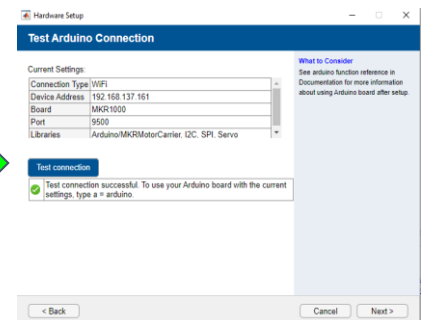 Hardware Setup
Test Arduino Connection
Current Settings:
Connection Type WiFi
Device Address 192.168.137.161
Board MKR1000
Port 9500
Libraries Arduino/MKRMotorCarrier, I2C, SPI, Servo
Test connection
Test connection successful. To use your Arduino board with the current
settings, type a = arduino.
What to Consider
See arduino function reference in
Documentation for more information
about using Arduino board after setup.
< Back
Cancel
Next >